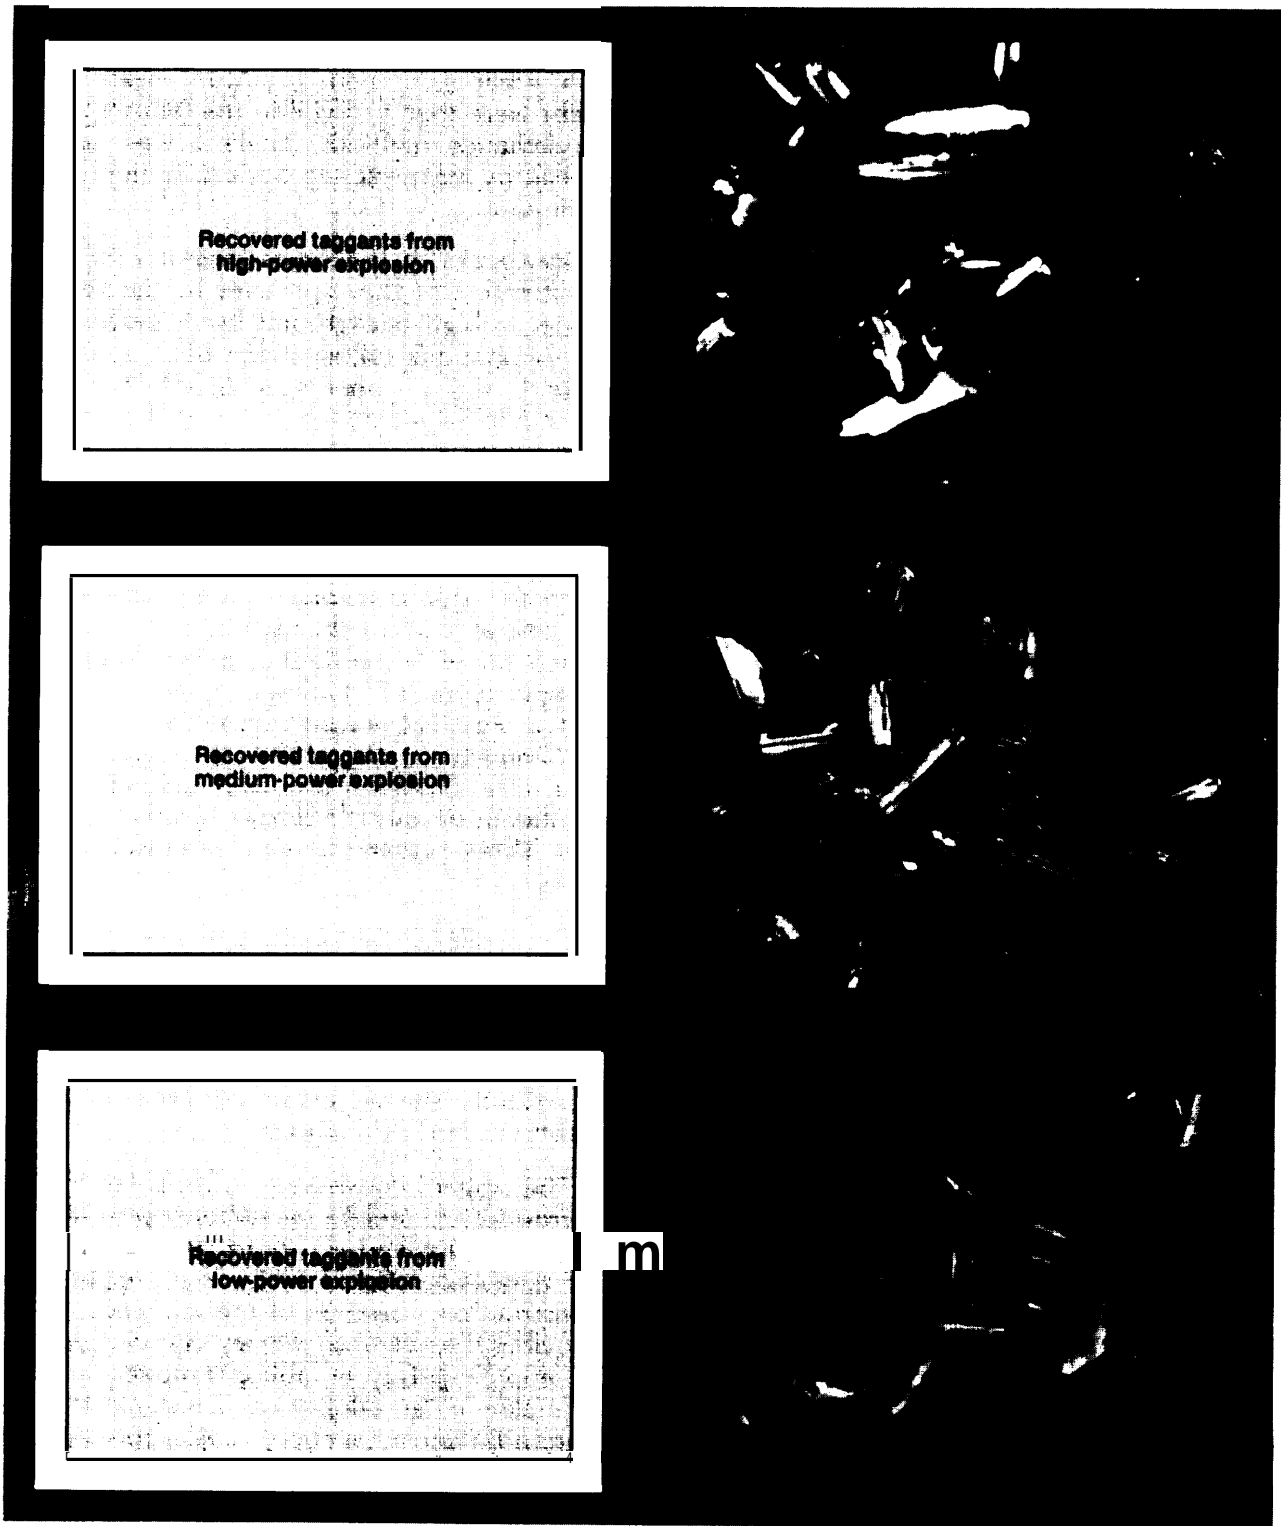 Recovered taggants from
high-power explosion
Recovered taggants from
medium-power explosion
Recovered taggants from
low-power explosion
m